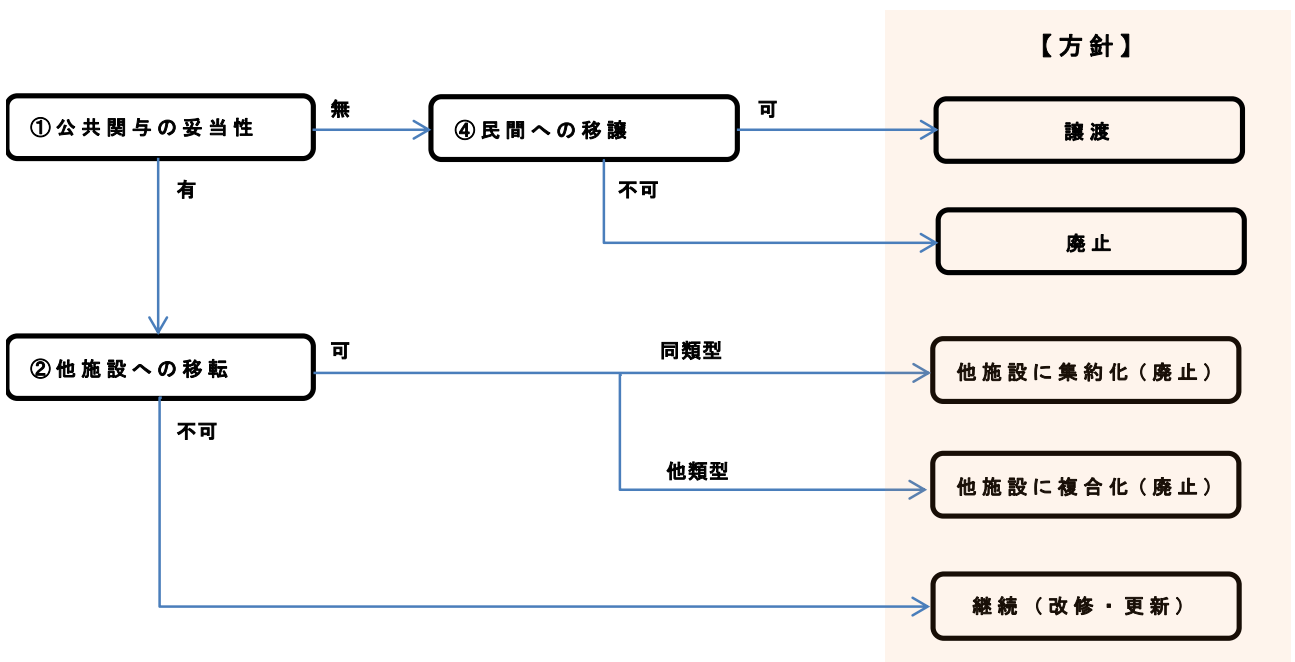 【方針】
①公共関与の妥当性
無
④民間への移譲
可
譲渡
有
不可
廃止
②他施設への移転
可
同類型
他施設に集約化（廃止）
不可
他類型
他施設に複合化（廃止）
継続（改修・更新）